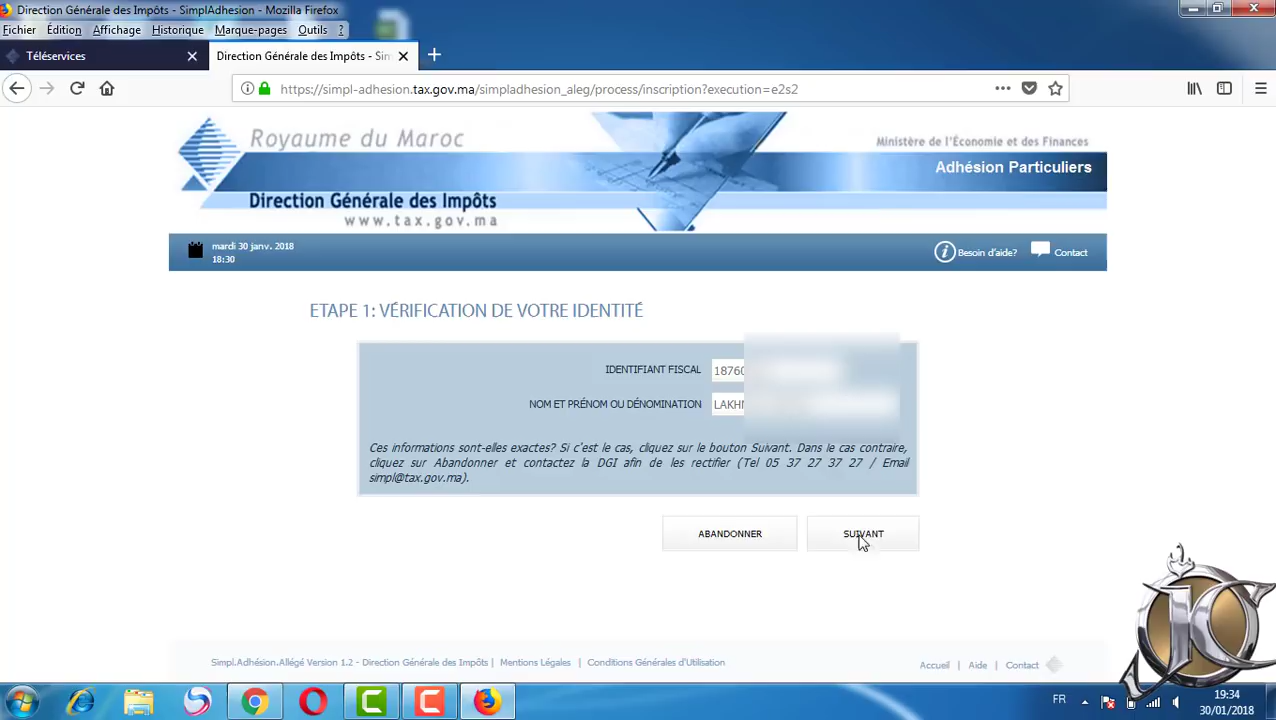 Direction Générale des Impôts - SimplAdhesion - Mozilla Firefox
Fichier Édition Affichage Historique Marque-pages Outils ?
Téléservices
Direction Générale des Impôts - Sim
https://simpl-adhesion.tax.gov.ma/simpladhesion_aleg/process/inscription?execution=e2s2
Royaume du Maroc
Ministère de l'Économie et des Finances
Adhésion Particuliers
Direction Générale des Impôts
www.tax.gov.ma
mardi 30 janv. 2018
18:30
Besoin d'aide?
Contact
ETAPE 1: VÉRIFICATION DE VOTRE IDENTITÉ
IDENTIFIANT FISCAL 18760
NOM ET PRÉNOM OU DÉNOMINATION LAKH
Ces informations sont-elles exactes? Si c'est le cas, cliquez sur le bouton Suivant. Dans le cas contraire,
cliquez sur Abandonner et contactez la DGI afin de les rectifier (Tel 05 37 27 37 27 / Email
simpl@tax.gov.ma).
ABANDONNER
SUIVANT
Simpl.Adhésion.Allégé Version 1.2 - Direction Générale des Impôts | Mentions Légales | Conditions Générales d'Utilisation
Accueil | Aide | Contact
FR
19:34
30/01/2018